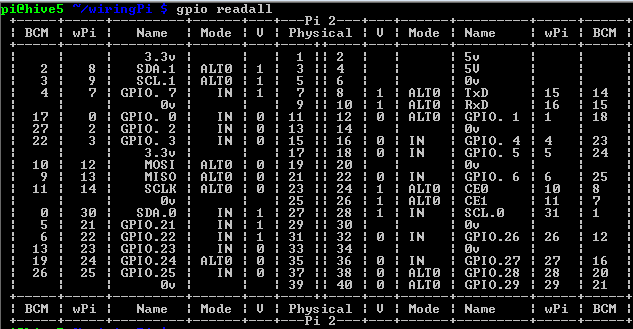 pi@hive5 ~/wiringPi $ gpio readall
+-----+-----+---------+------+---+--Pi 2---+---+------+---------+-----+-----+
| BCM | wPi |   Name  | Mode | V | Physical | V | Mode | Name    | wPi | BCM |
+-----+-----+---------+------+---+----++----+---+------+---------+-----+-----+
|     |     |    3.3v |      |   |  1 || 2  |   |      | 5v      |     |     |
|   2 |   8 |   SDA.1 | ALT0 | 1 |  3 || 4  |   |      | 5V      |     |     |
|   3 |   9 |   SCL.1 | ALT0 | 1 |  5 || 6  |   |      | 0v      |     |     |
|   4 |   7 | GPIO. 7 |   IN | 1 |  7 || 8  | 1 | ALT0 | TxD     | 15  | 14  |
|     |     |      0v |      |   |  9 || 10 | 1 | ALT0 | RxD     | 16  | 15  |
|  17 |   0 | GPIO. 0 |   IN | 0 | 11 || 12 | 0 | ALT0 | GPIO. 1 | 1   | 18  |
|  27 |   2 | GPIO. 2 |   IN | 0 | 13 || 14 |   |      | 0v      |     |     |
|  22 |   3 | GPIO. 3 |   IN | 0 | 15 || 16 | 0 | IN   | GPIO. 4 | 4   | 23  |
|     |     |    3.3v |      |   | 17 || 18 | 0 | IN   | GPIO. 5 | 5   | 24  |
|  10 |  12 |    MOSI | ALT0 | 0 | 19 || 20 |   |      | 0v      |     |     |
|   9 |  13 |    MISO | ALT0 | 0 | 21 || 22 | 0 | IN   | GPIO. 6 | 6   | 25  |
|  11 |  14 |    SCLK | ALT0 | 0 | 23 || 24 | 1 | ALT0 | CE0     | 10  | 8   |
|     |     |      0v |      |   | 25 || 26 | 1 | ALT0 | CE1     | 11  | 7   |
|   0 |  30 |   SDA.0 |   IN | 1 | 27 || 28 | 1 | IN   | SCL.0   | 31  | 1   |
|   5 |  21 | GPIO.21 |   IN | 1 | 29 || 30 |   |      | 0v      |     |     |
|   6 |  22 | GPIO.22 |   IN | 1 | 31 || 32 | 0 | IN   | GPIO.26 | 26  | 12  |
|  13 |  23 | GPIO.23 |   IN | 0 | 33 || 34 |   |      | 0v      |     |     |
|  19 |  24 | GPIO.24 | ALT0 | 0 | 35 || 36 | 0 | IN   | GPIO.27 | 27  | 16  |
|  26 |  25 | GPIO.25 |   IN | 0 | 37 || 38 | 0 | ALT0 | GPIO.28 | 28  | 20  |
|     |     |      0v |      |   | 39 || 40 | 0 | ALT0 | GPIO.29 | 29  | 21  |
+-----+-----+---------+------+---+----++----+---+------+---------+-----+-----+
| BCM | wPi |   Name  | Mode | V | Physical | V | Mode | Name    | wPi | BCM |
+-----+-----+---------+------+---+--Pi 2---+---+------+---------+-----+-----+